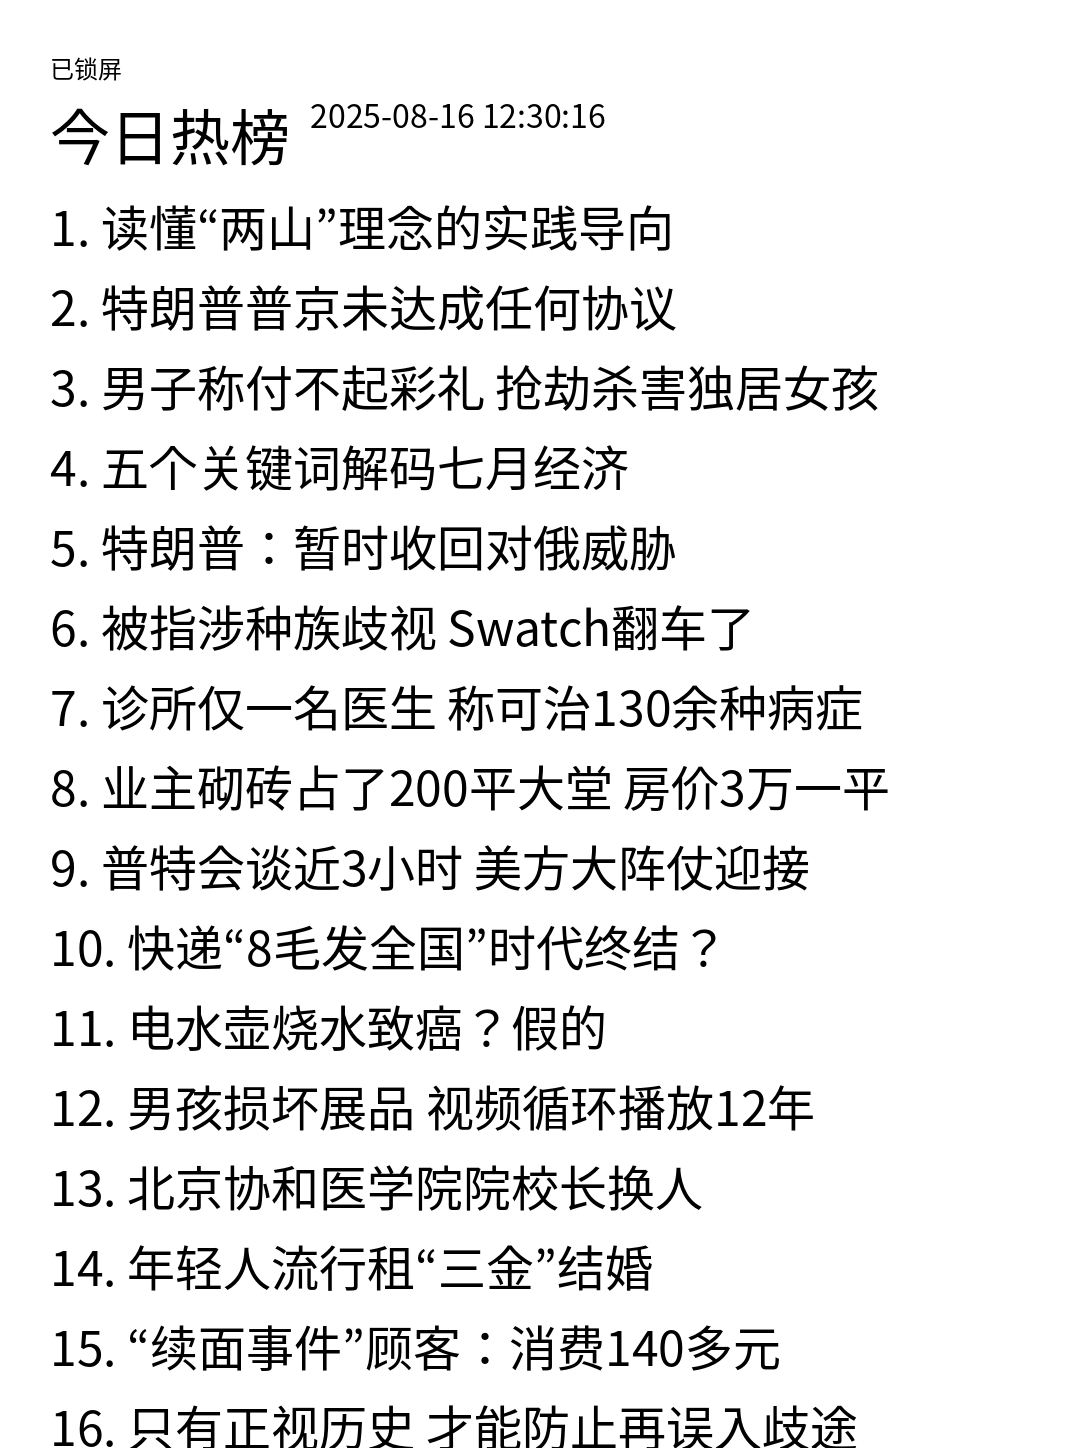 已锁屏
今日热榜 2025-08-16 12:30:16
1. 读懂“两山”理念的实践导向
2. 特朗普普京未达成任何协议
3. 男子称付不起彩礼 抢劫杀害独居女孩
4. 五个关键词解码七月经济
5. 特朗普：暂时收回对俄威胁
6. 被指涉种族歧视 Swatch翻车了
7. 诊所仅一名医生 称可治130余种病症
8. 业主砌砖占了200平大堂 房价3万一平
9. 普特会谈近3小时 美方大阵仗迎接
10. 快递“8毛发全国”时代终结？
11. 电水壶烧水致癌？假的
12. 男孩损坏展品 视频循环播放12年
13. 北京协和医学院院校长换人
14. 年轻人流行租“三金”结婚
15. “续面事件”顾客：消费140多元
16. 只有正视历史 才能防止再误入歧途